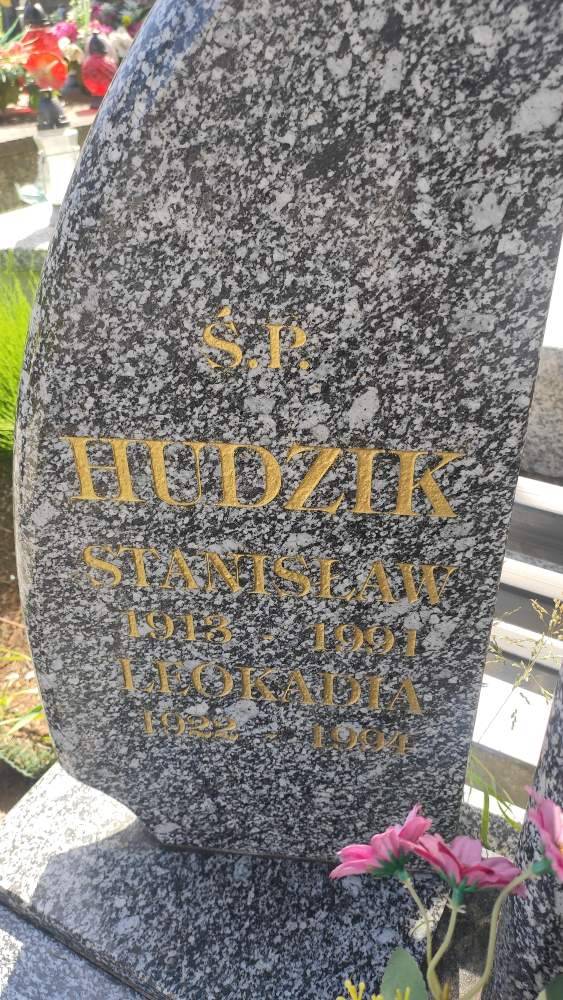 Ś.P.
HUDZIK
STANISŁAW
1913 - 1991
LEOKADIA
1922 - 1994